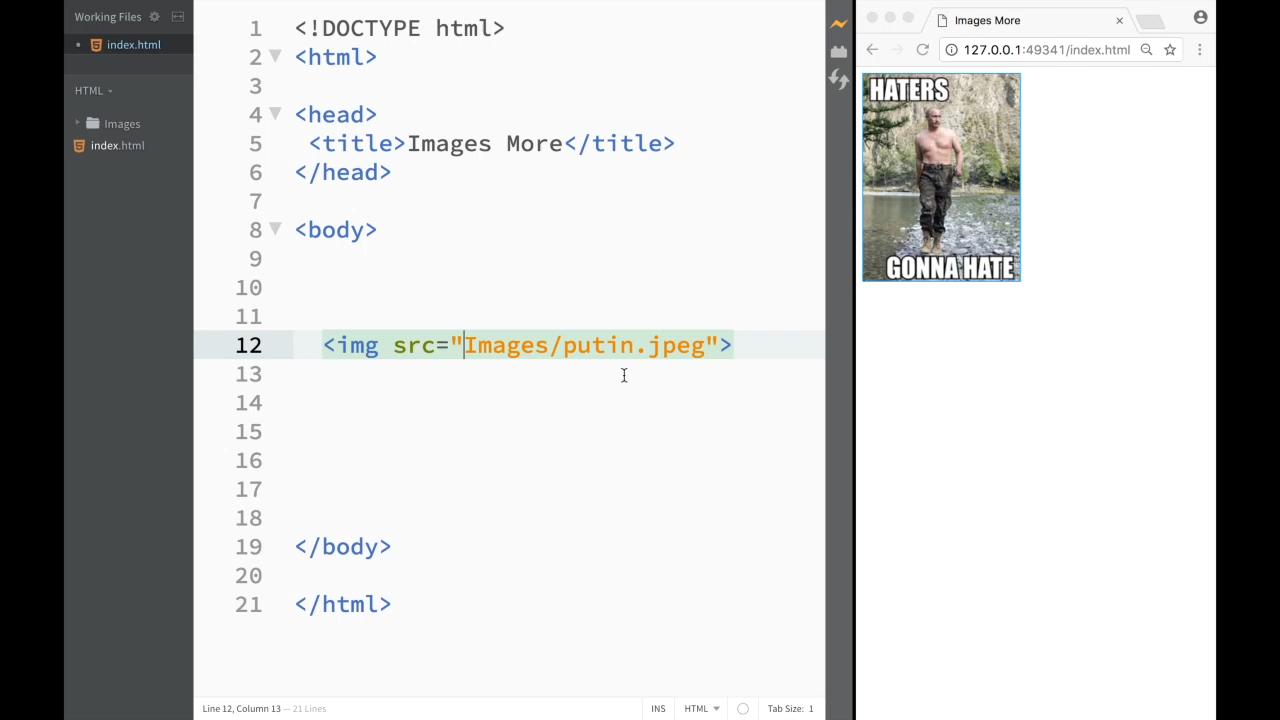 Working Files
index.html
HTML
Images
index.html
1 <!DOCTYPE html>
2 <html>
3
4 <head>
5 <title>Images More</title>
6 </head>
7
8 <body>
9
10
11
12 <img src="Images/putin.jpeg">
13
14
15
16
17
18
19 </body>
20
21 </html>
Line 12, Column 13 — 21 Lines
INS
HTML
Tab Size: 1
Images More
127.0.0.1:49341/index.html
HATERS
GONNA HATE